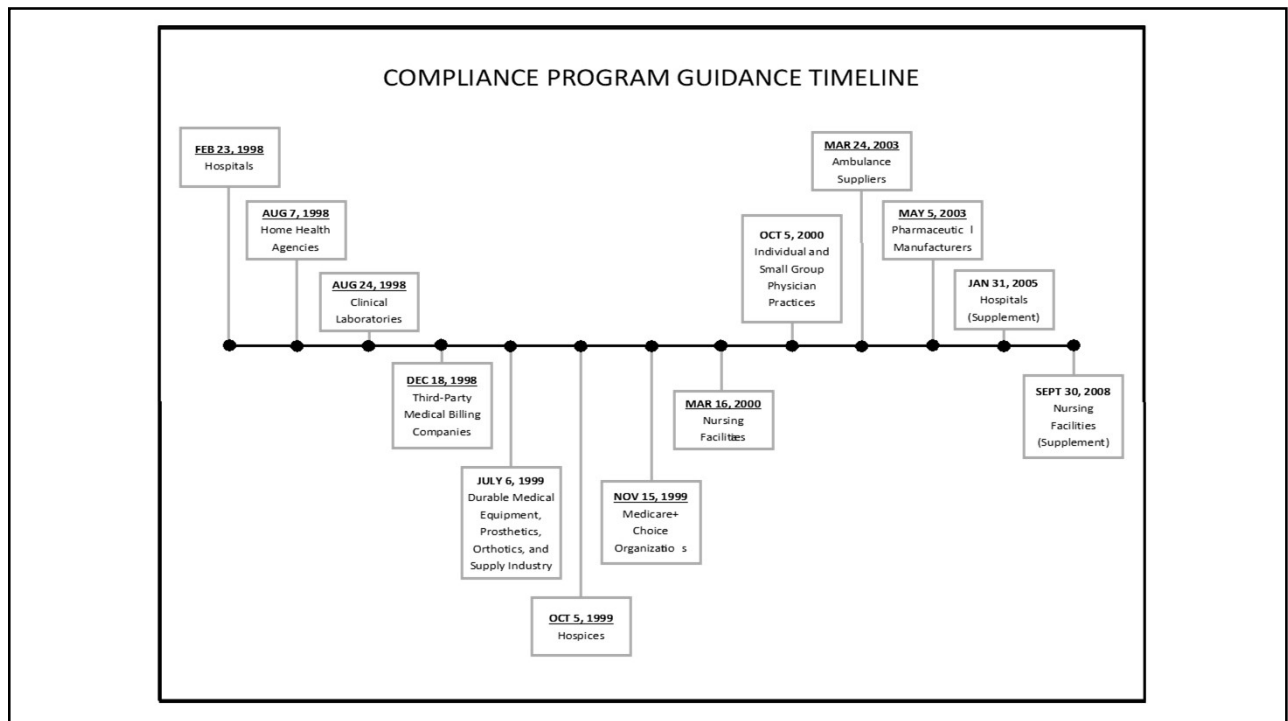 COMPLIANCE PROGRAM GUIDANCE TIMELINE
FEB 23, 1998
Hospitals
AUG 7, 1998
Home Health
Agencies
AUG 24, 1998
Clinical
Laboratories
DEC 18, 1998
Third-Party
Medical Billing
Companies
JULY 6, 1999
Durable Medical
Equipment,
Prosthetics,
Orthotics, and
Supply Industry
OCT 5, 1999
Hospices
NOV 15, 1999
Medicare+
Choice
Organizatio s
MAR 16, 2000
Nursing
Facilities
OCT 5, 2000
Individual and
Small Group
Physician
Practices
MAR 24, 2003
Ambulance
Suppliers
MAY 5, 2003
Pharmaceutic l
Manufacturers
JAN 31, 2005
Hospitals
(Supplement)
SEPT 30, 2008
Nursing
Facilities
(Supplement)